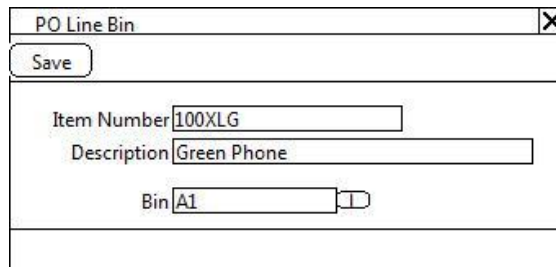 PO Line Bin
Save
Item Number 100XLG
Description Green Phone
Bin A1